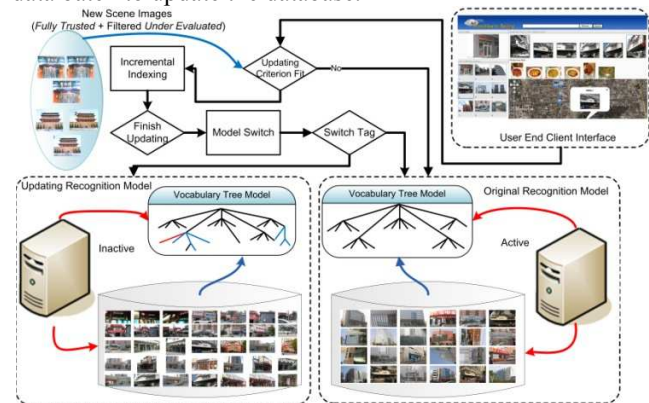 New Scene Images
(Fully Trusted + Filtered Under Evaluated)
Incremental
Indexing
Updating
Criterion Fit
No
Finish
Updating
Model Switch
Switch Tag
User End Client Interface
Updating Recognition Model
Vocabulary Tree Model
Inactive
Vocabulary Tree Model
Original Recognition Model
Active